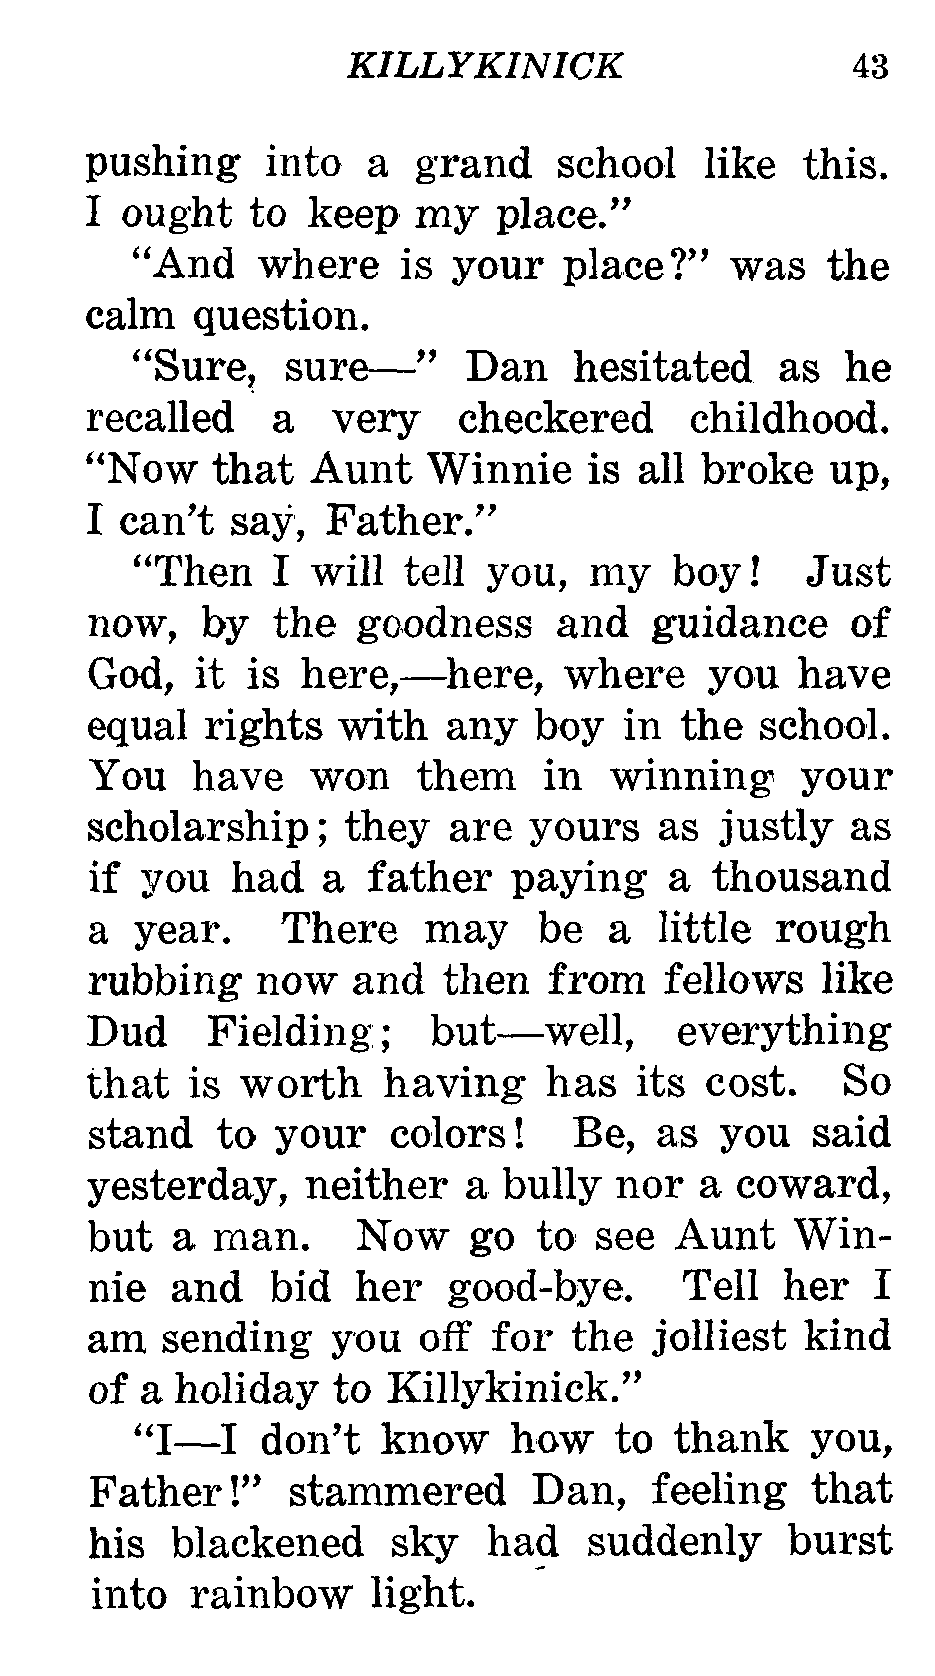 KILLYKINICK 43
pushing into a grand school like this.
I ought to keep my place.”
“And where is your place?” was the
calm question.
“Sure, sure—” Dan hesitated as he
recalled a very checkered childhood.
“Now that Aunt Winnie is all broke up,
I can’t say, Father.”
“Then I will tell you, my boy! Just
now, by the goodness and guidance of
God, it is here,—here, where you have
equal rights with any boy in the school.
You have won them in winning your
scholarship; they are yours as justly as
if you had a father paying a thousand
a year. There may be a little rough
rubbing now and then from fellows like
Dud Fielding; but—well, everything
that is worth having has its cost. So
stand to your colors! Be, as you said
yesterday, neither a bully nor a coward,
but a man. Now go to see Aunt Win-
nie and bid her good-bye. Tell her I
am sending you off for the jolliest kind
of a holiday to Killykinick.”
“I—I don’t know how to thank you,
Father!” stammered Dan, feeling that
his blackened sky had suddenly burst
into rainbow light.